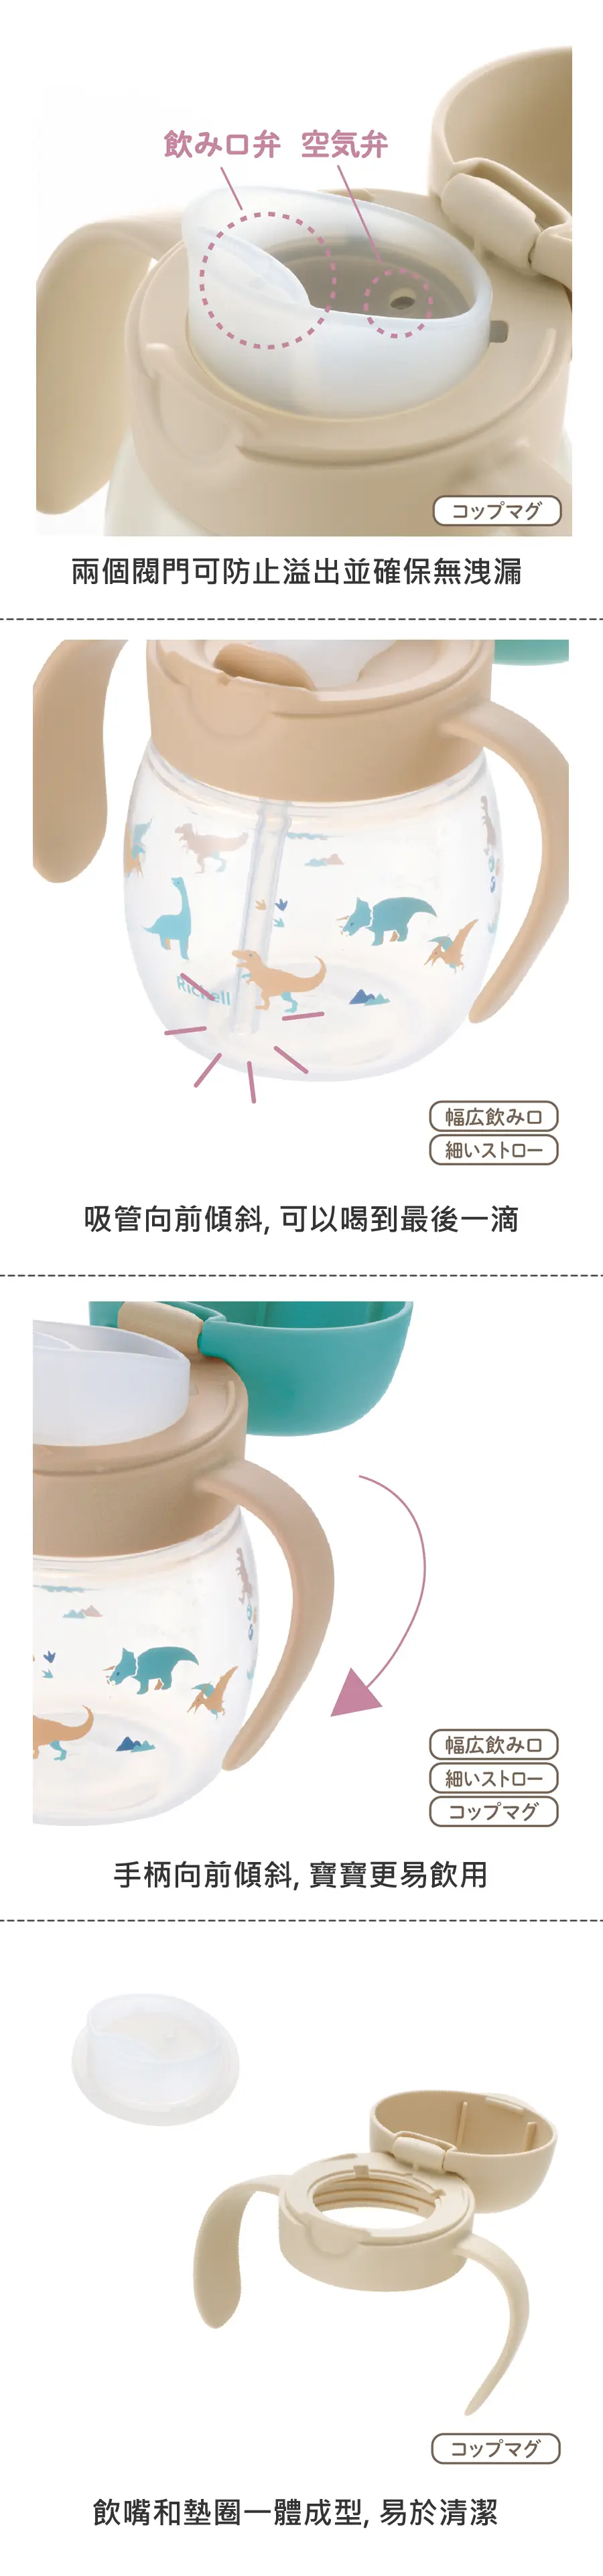 飲み口弁 空気弁
コップマグ
兩個閥門可防止溢出並確保無洩漏
Richell
幅広飲み口
細いストロー
吸管向前傾斜, 可以喝到最後一滴
幅広飲み口
細いストロー
コップマグ
手柄向前傾斜, 寶寶更易飲用
コップマグ
飲嘴和墊圈一體成型, 易於清潔